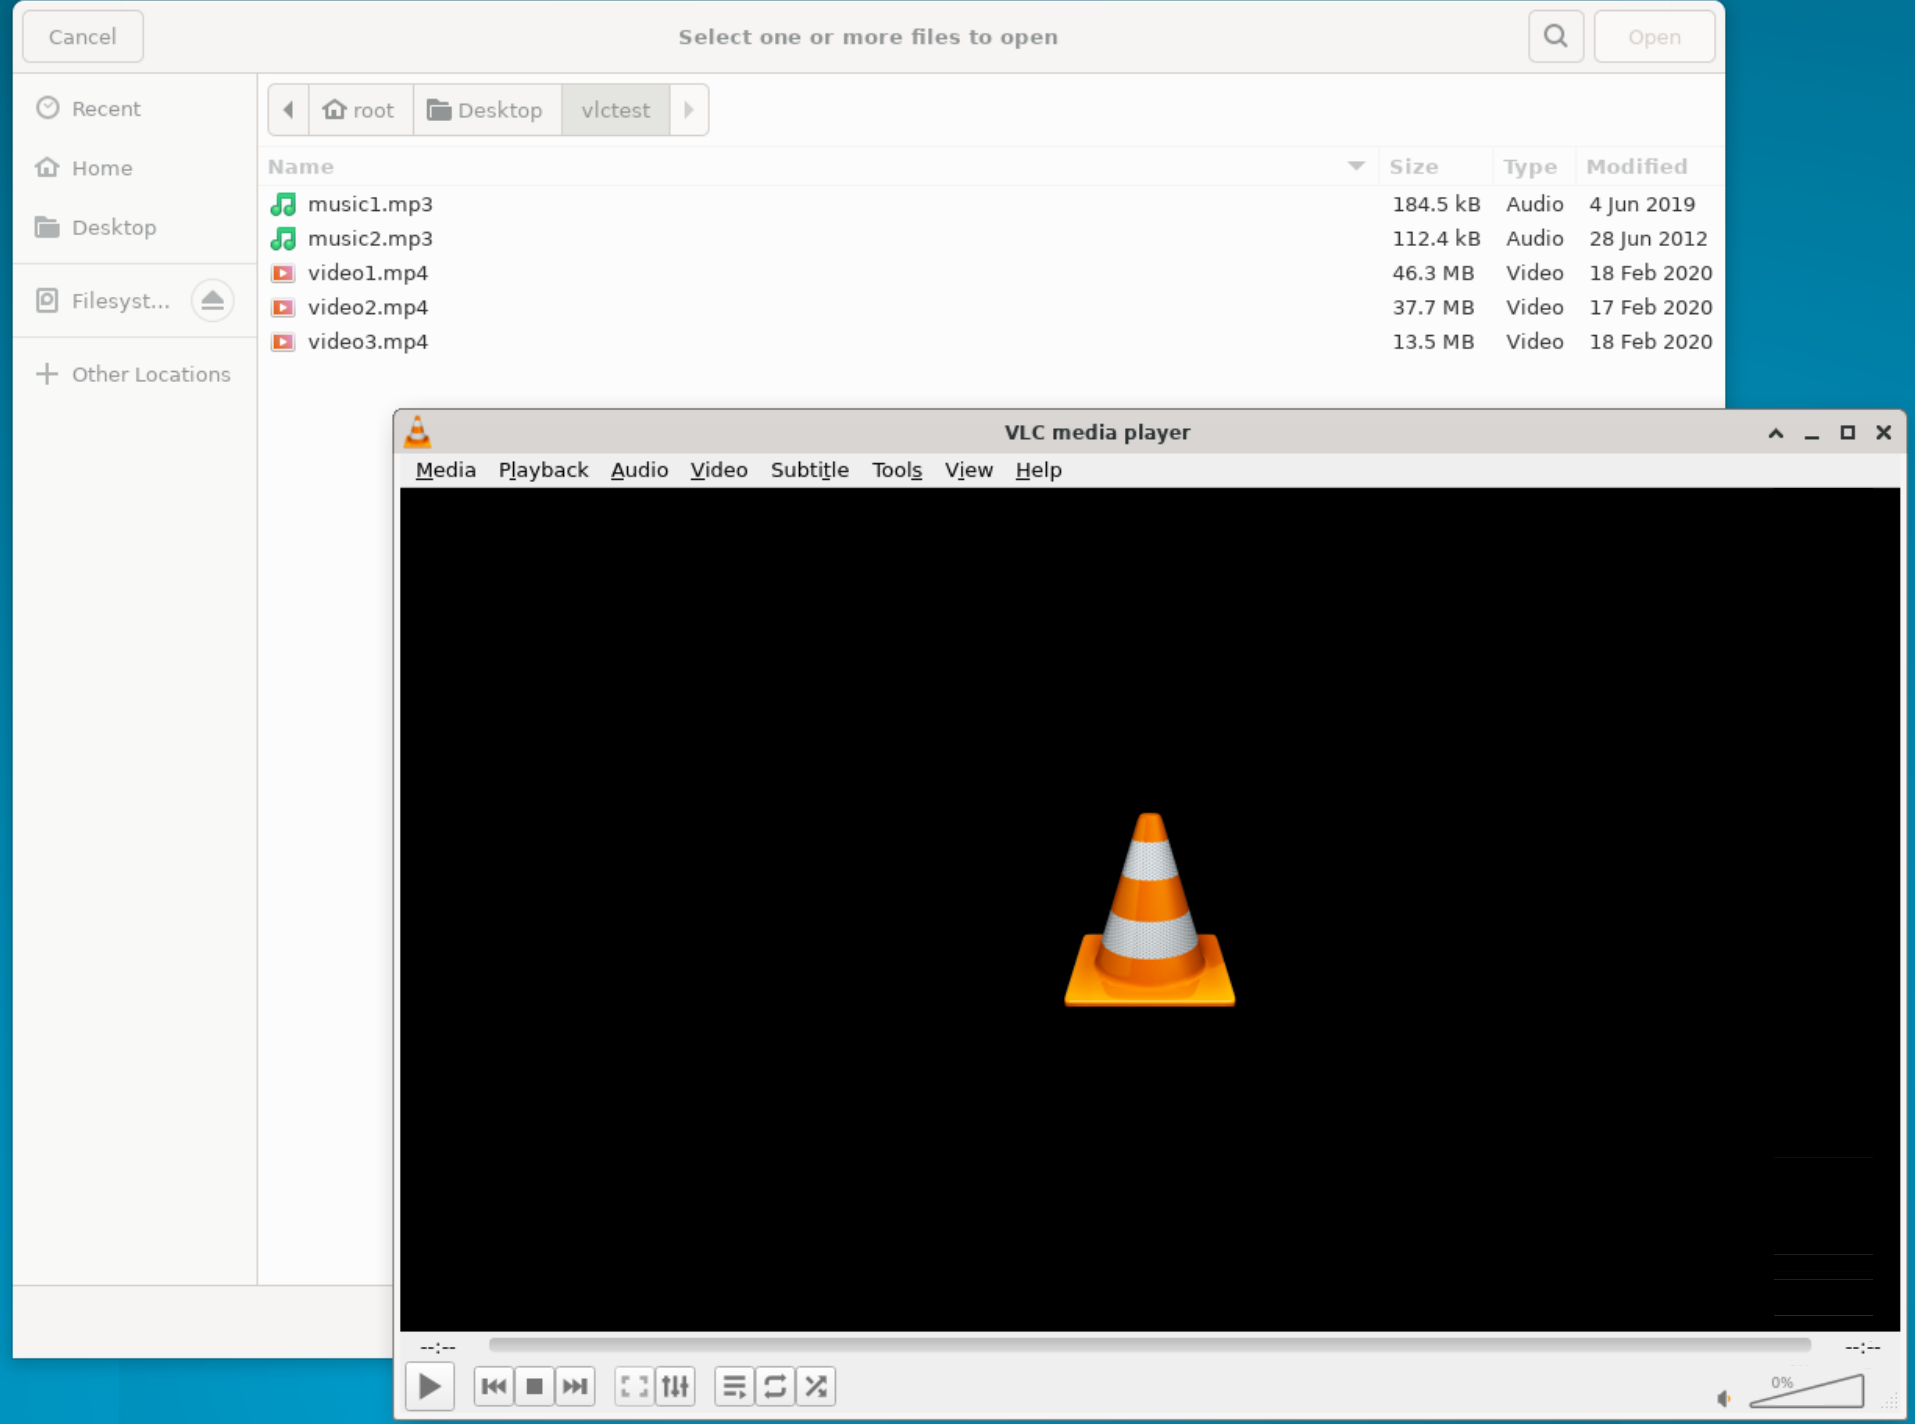 Cancel Select one or more files to open Open
Recent
Home
Desktop
Filesyst...
Other Locations
root Desktop vlctest
Name Size Type Modified
music1.mp3 184.5 kB Audio 4 Jun 2019
music2.mp3 112.4 kB Audio 28 Jun 2012
video1.mp4 46.3 MB Video 18 Feb 2020
video2.mp4 37.7 MB Video 17 Feb 2020
video3.mp4 13.5 MB Video 18 Feb 2020
VLC media player
Media Playback Audio Video Subtitle Tools View Help
--:-- --:--
0%